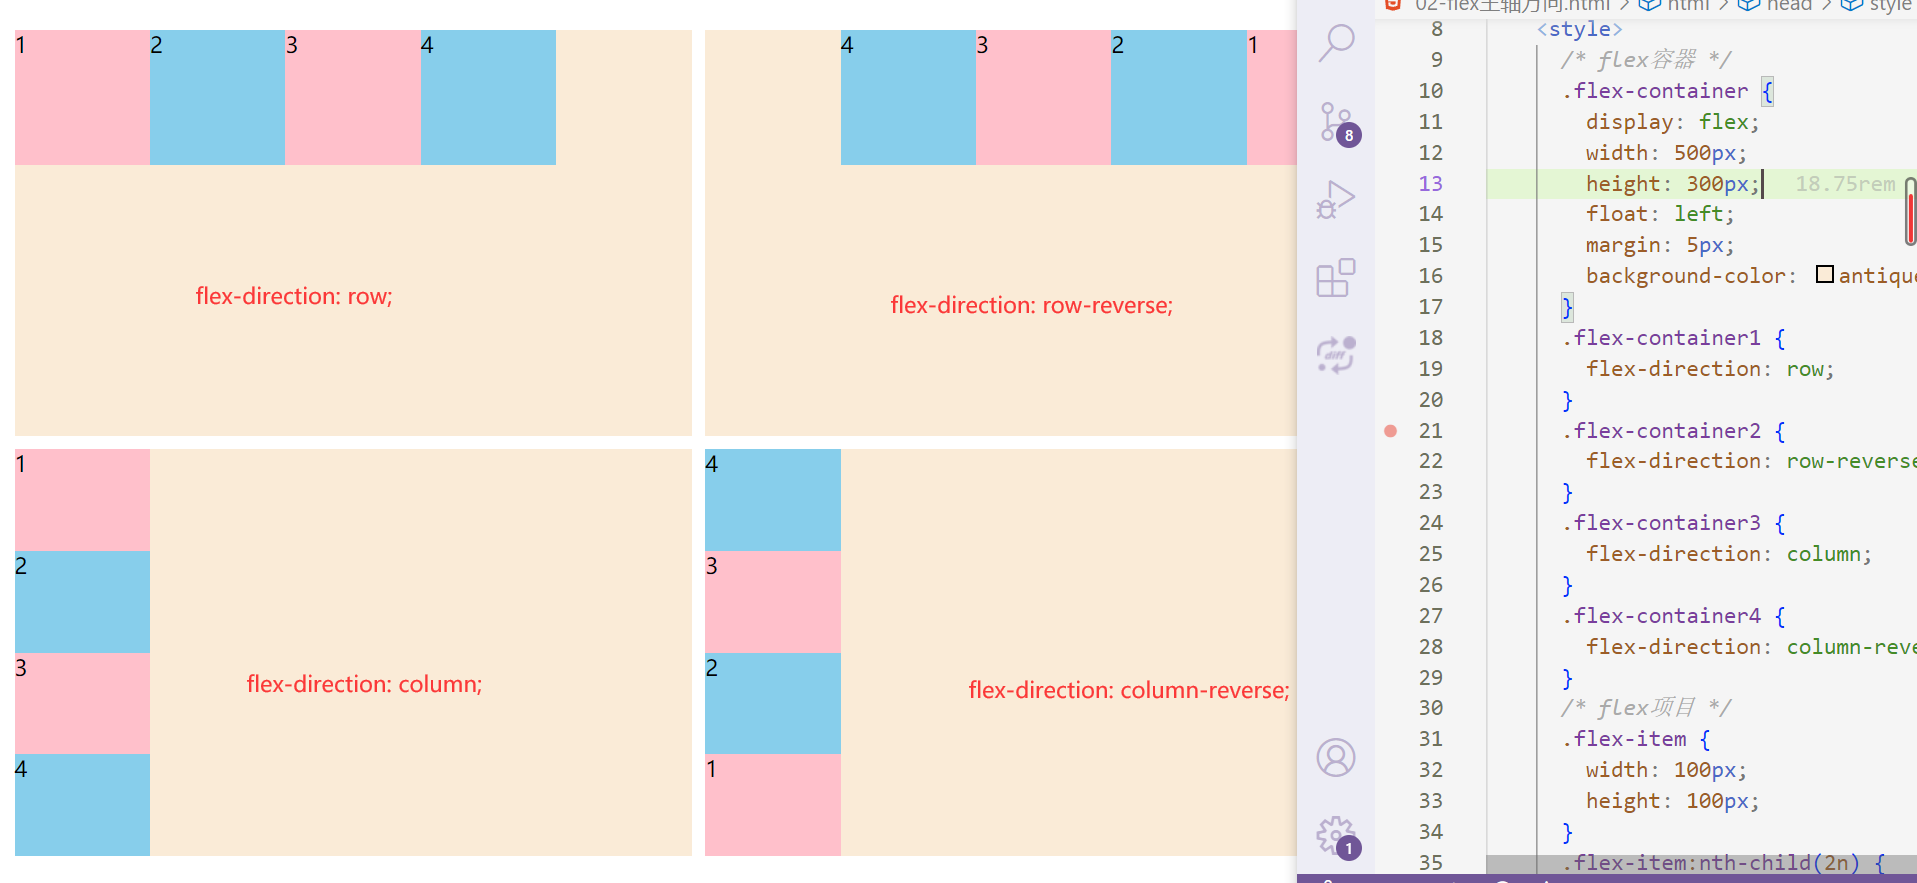 1 2 3 4
flex-direction: row;
4 3 2 1
flex-direction: row-reverse;
1
2
3
4
flex-direction: column;
4
3
2
1
flex-direction: column-reverse;
8
1
02-flex主轴方向.html > html > head > style
8 <style>
9 /* flex容器 */
10 .flex-container {
11 display: flex;
12 width: 500px;
13 height: 300px; 18.75rem
14 float: left;
15 margin: 5px;
16 background-color: antique
17 }
18 .flex-container1 {
19 flex-direction: row;
20 }
21 .flex-container2 {
22 flex-direction: row-reverse
23 }
24 .flex-container3 {
25 flex-direction: column;
26 }
27 .flex-container4 {
28 flex-direction: column-reve
29 }
30 /* flex项目 */
31 .flex-item {
32 width: 100px;
33 height: 100px;
34 }
35 .flex-item:nth-child(2n) {